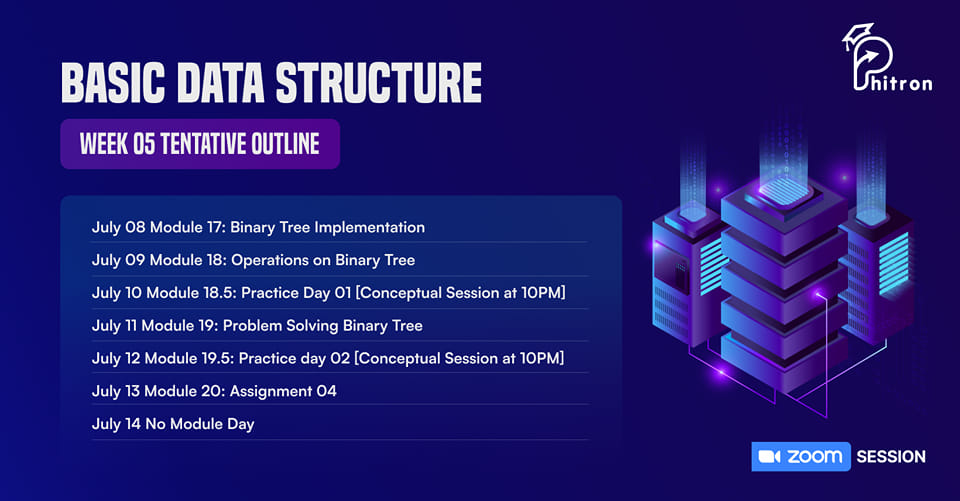 Phitron
BASIC DATA STRUCTURE
WEEK 05 TENTATIVE OUTLINE
July 08 Module 17: Binary Tree Implementation
July 09 Module 18: Operations on Binary Tree
July 10 Module 18.5: Practice Day 01 [Conceptual Session at 10PM]
July 11 Module 19: Problem Solving Binary Tree
July 12 Module 19.5: Practice day 02 [Conceptual Session at 10PM]
July 13 Module 20: Assignment 04
July 14 No Module Day
zoom SESSION